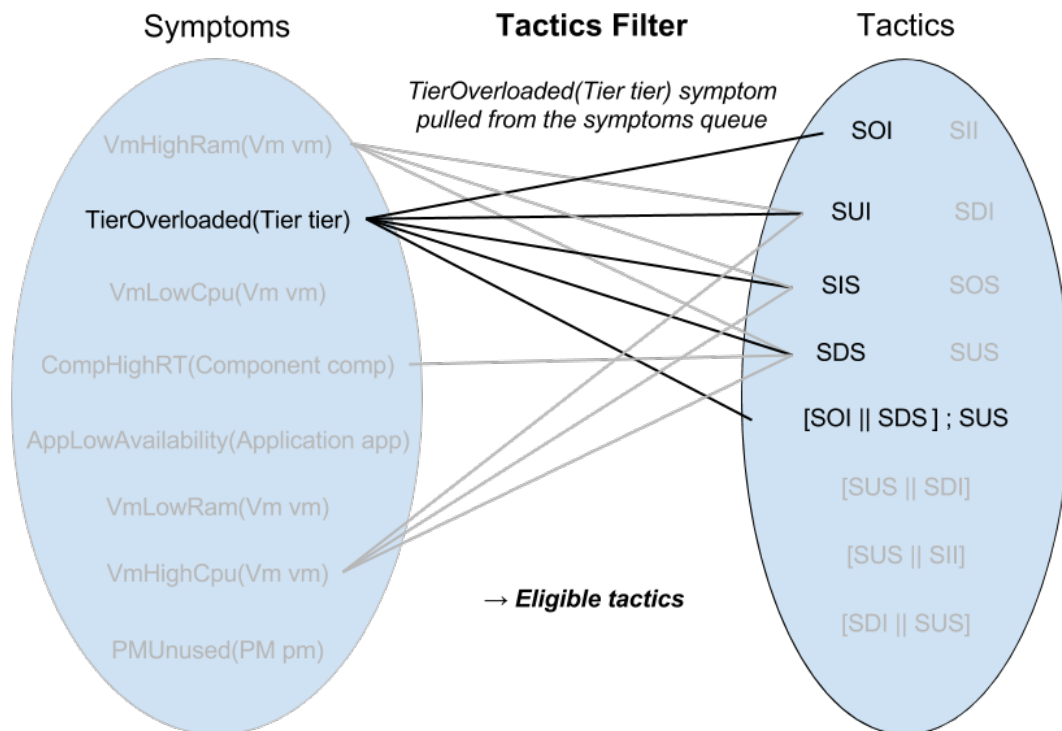 Symptoms
Tactics Filter
Tactics
TierOverloaded(Tier tier) symptom
pulled from the symptoms queue
VmHighRam(Vm vm)
TierOverloaded(Tier tier)
VmLowCpu(Vm vm)
CompHighRT(Component comp)
AppLowAvailability(Application app)
VmLowRam(Vm vm)
VmHighCpu(Vm vm)
PMUnused(PM pm)
→ Eligible tactics
SOI SII
SUI SDI
SIS SOS
SDS SUS
[SOI || SDS ] ; SUS
[SUS || SDI]
[SUS || SII]
[SDI || SUS]